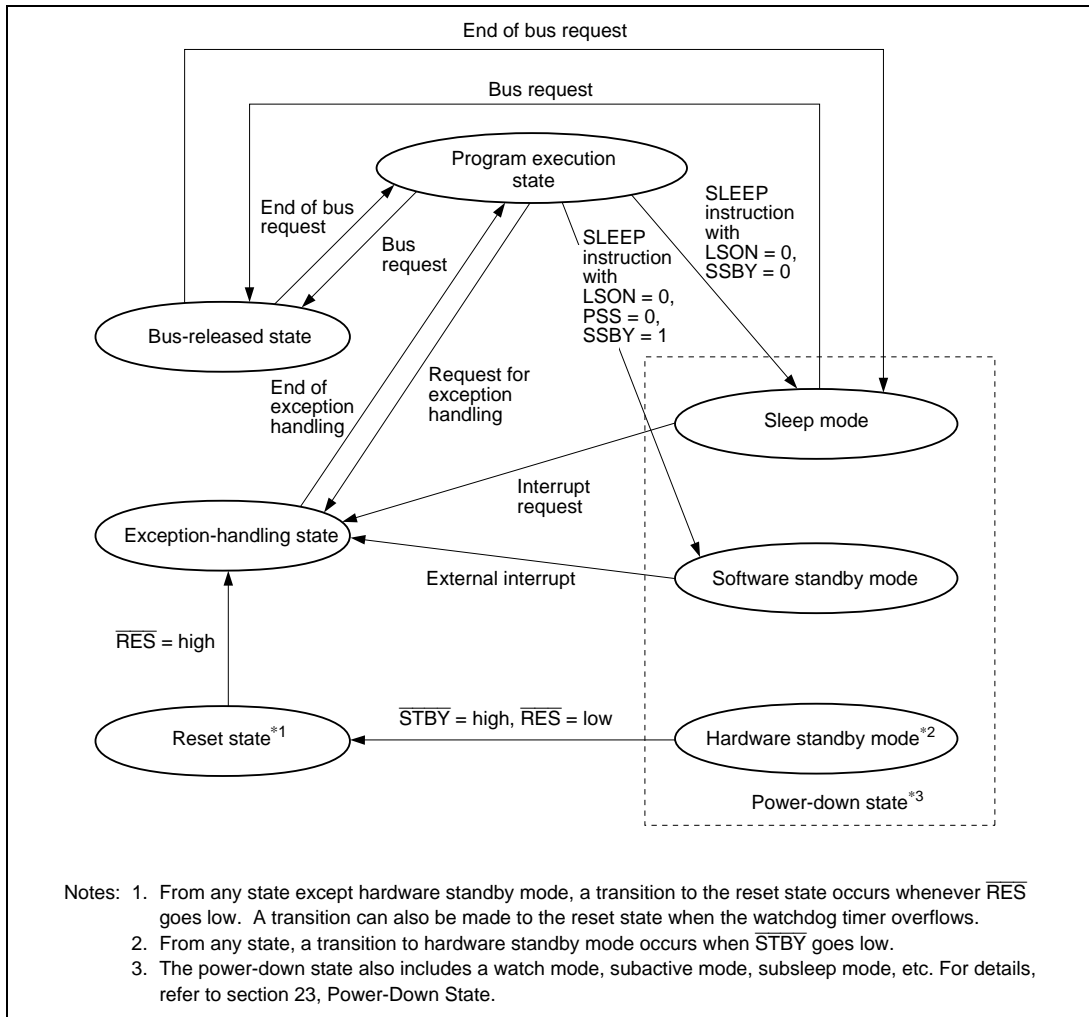 End of bus request
Bus request
Program execution
state
End of bus
request
Bus
request
SLEEP
instruction
with
LSON = 0,
PSS = 0,
SSBY = 1
SLEEP
instruction
with
LSON = 0,
SSBY = 0
Bus-released state
End of
exception
handling
Request for
exception
handling
Sleep mode
Interrupt
request
Exception-handling state
External interrupt
Software standby mode
R̅E̅S̅ = high
S̅T̅B̅Y̅ = high, R̅E̅S̅ = low
Reset state*1
Hardware standby mode*2
Power-down state*3
Notes: 1. From any state except hardware standby mode, a transition to the reset state occurs whenever R̅E̅S̅
goes low. A transition can also be made to the reset state when the watchdog timer overflows.
2. From any state, a transition to hardware standby mode occurs when S̅T̅B̅Y̅ goes low.
3. The power-down state also includes a watch mode, subactive mode, subsleep mode, etc. For details,
refer to section 23, Power-Down State.